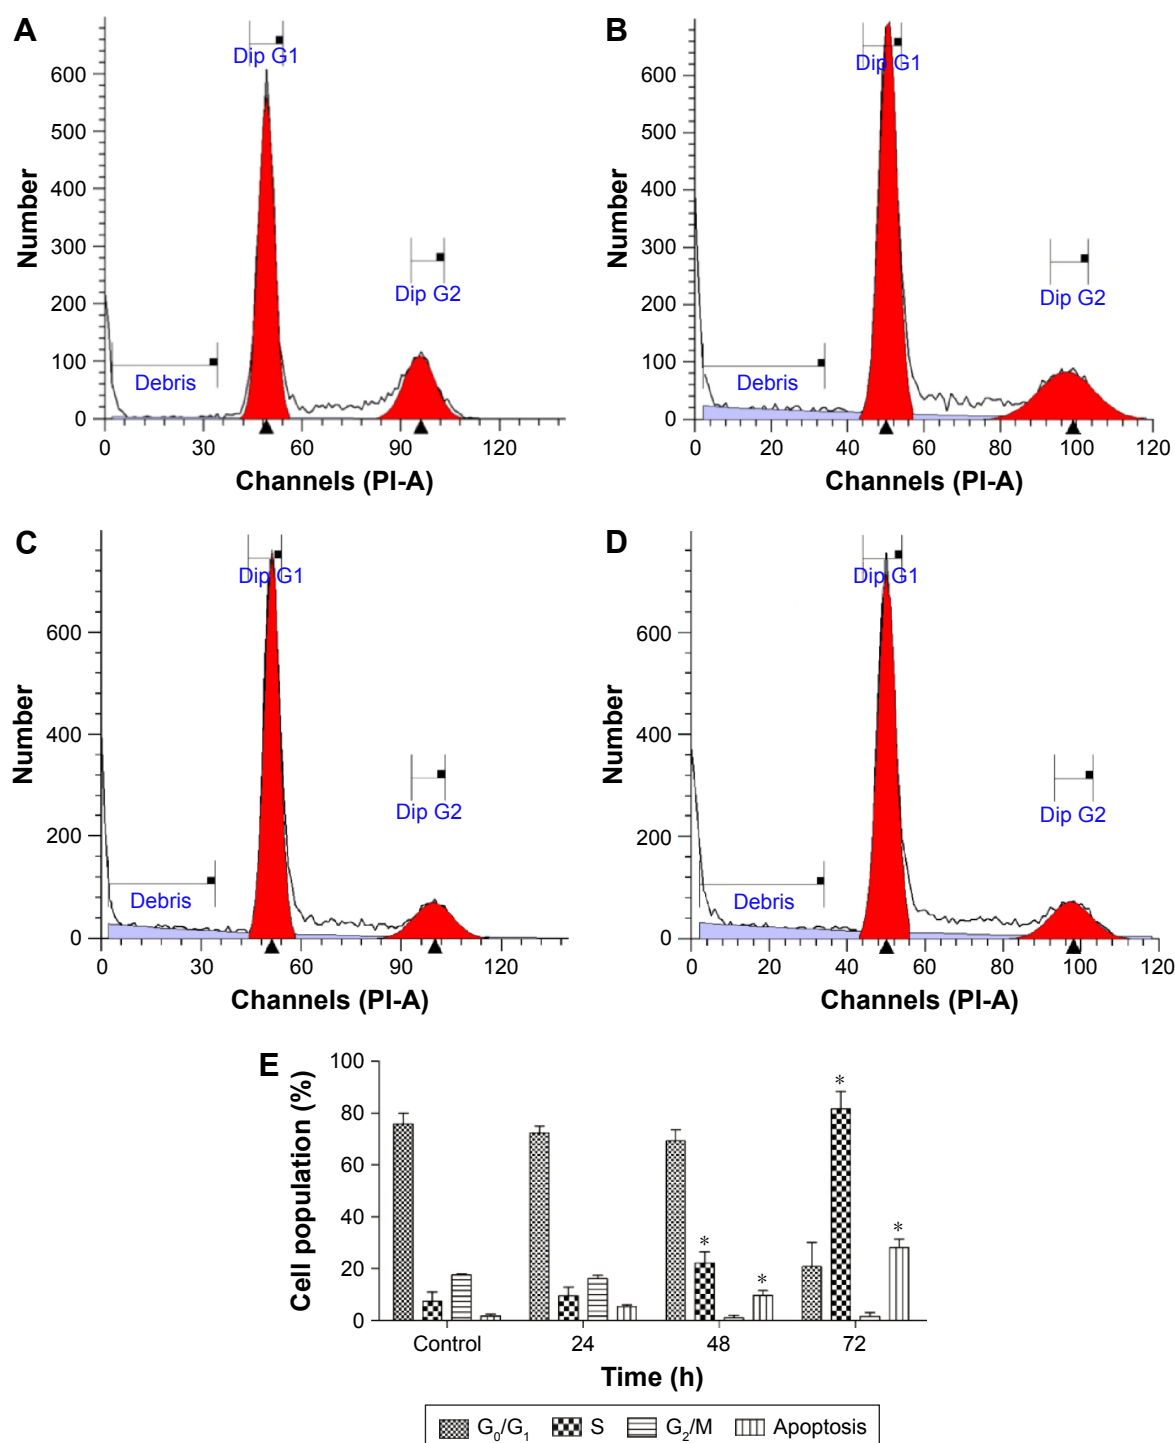 A
Dip G1
600
500
400
300
200
100
0
Number
Dip G2
Debris
0 30 60 90 120
Channels (PI-A)
B
Dip G1
600
500
400
300
200
100
0
Number
Dip G2
Debris
0 20 40 60 80 100 120
Channels (PI-A)
C
Dip G1
600
400
200
0
Number
Dip G2
Debris
0 30 60 90 120
Channels (PI-A)
D
Dip G1
600
400
200
0
Number
Dip G2
Debris
0 20 40 60 80 100 120
Channels (PI-A)
E
100
80
60
40
20
0
Cell population (%)
* * * *
Control 24 48 72
Time (h)
G₀/G₁ S G₂/M Apoptosis